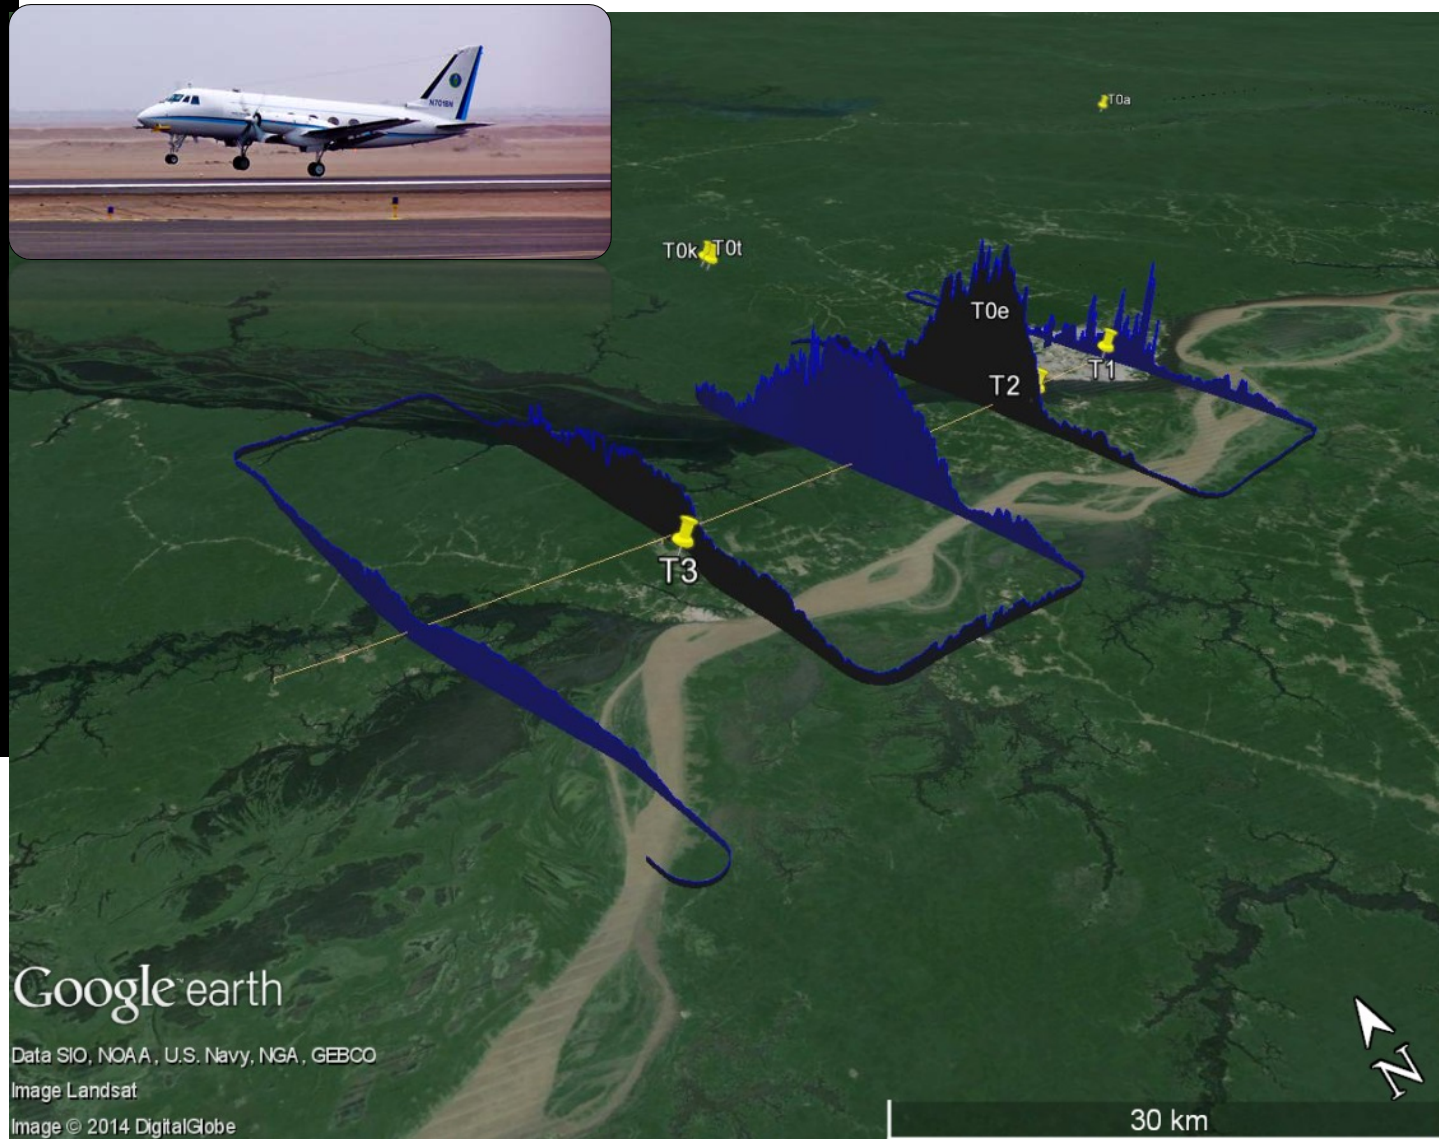 N701BN
T0a
T0k T0t
T0e
T1
T2
T3
Google earth
Data SIO, NOAA, U.S. Navy, NGA, GEBCO
Image Landsat
Image © 2014 DigitalGlobe
N
30 km